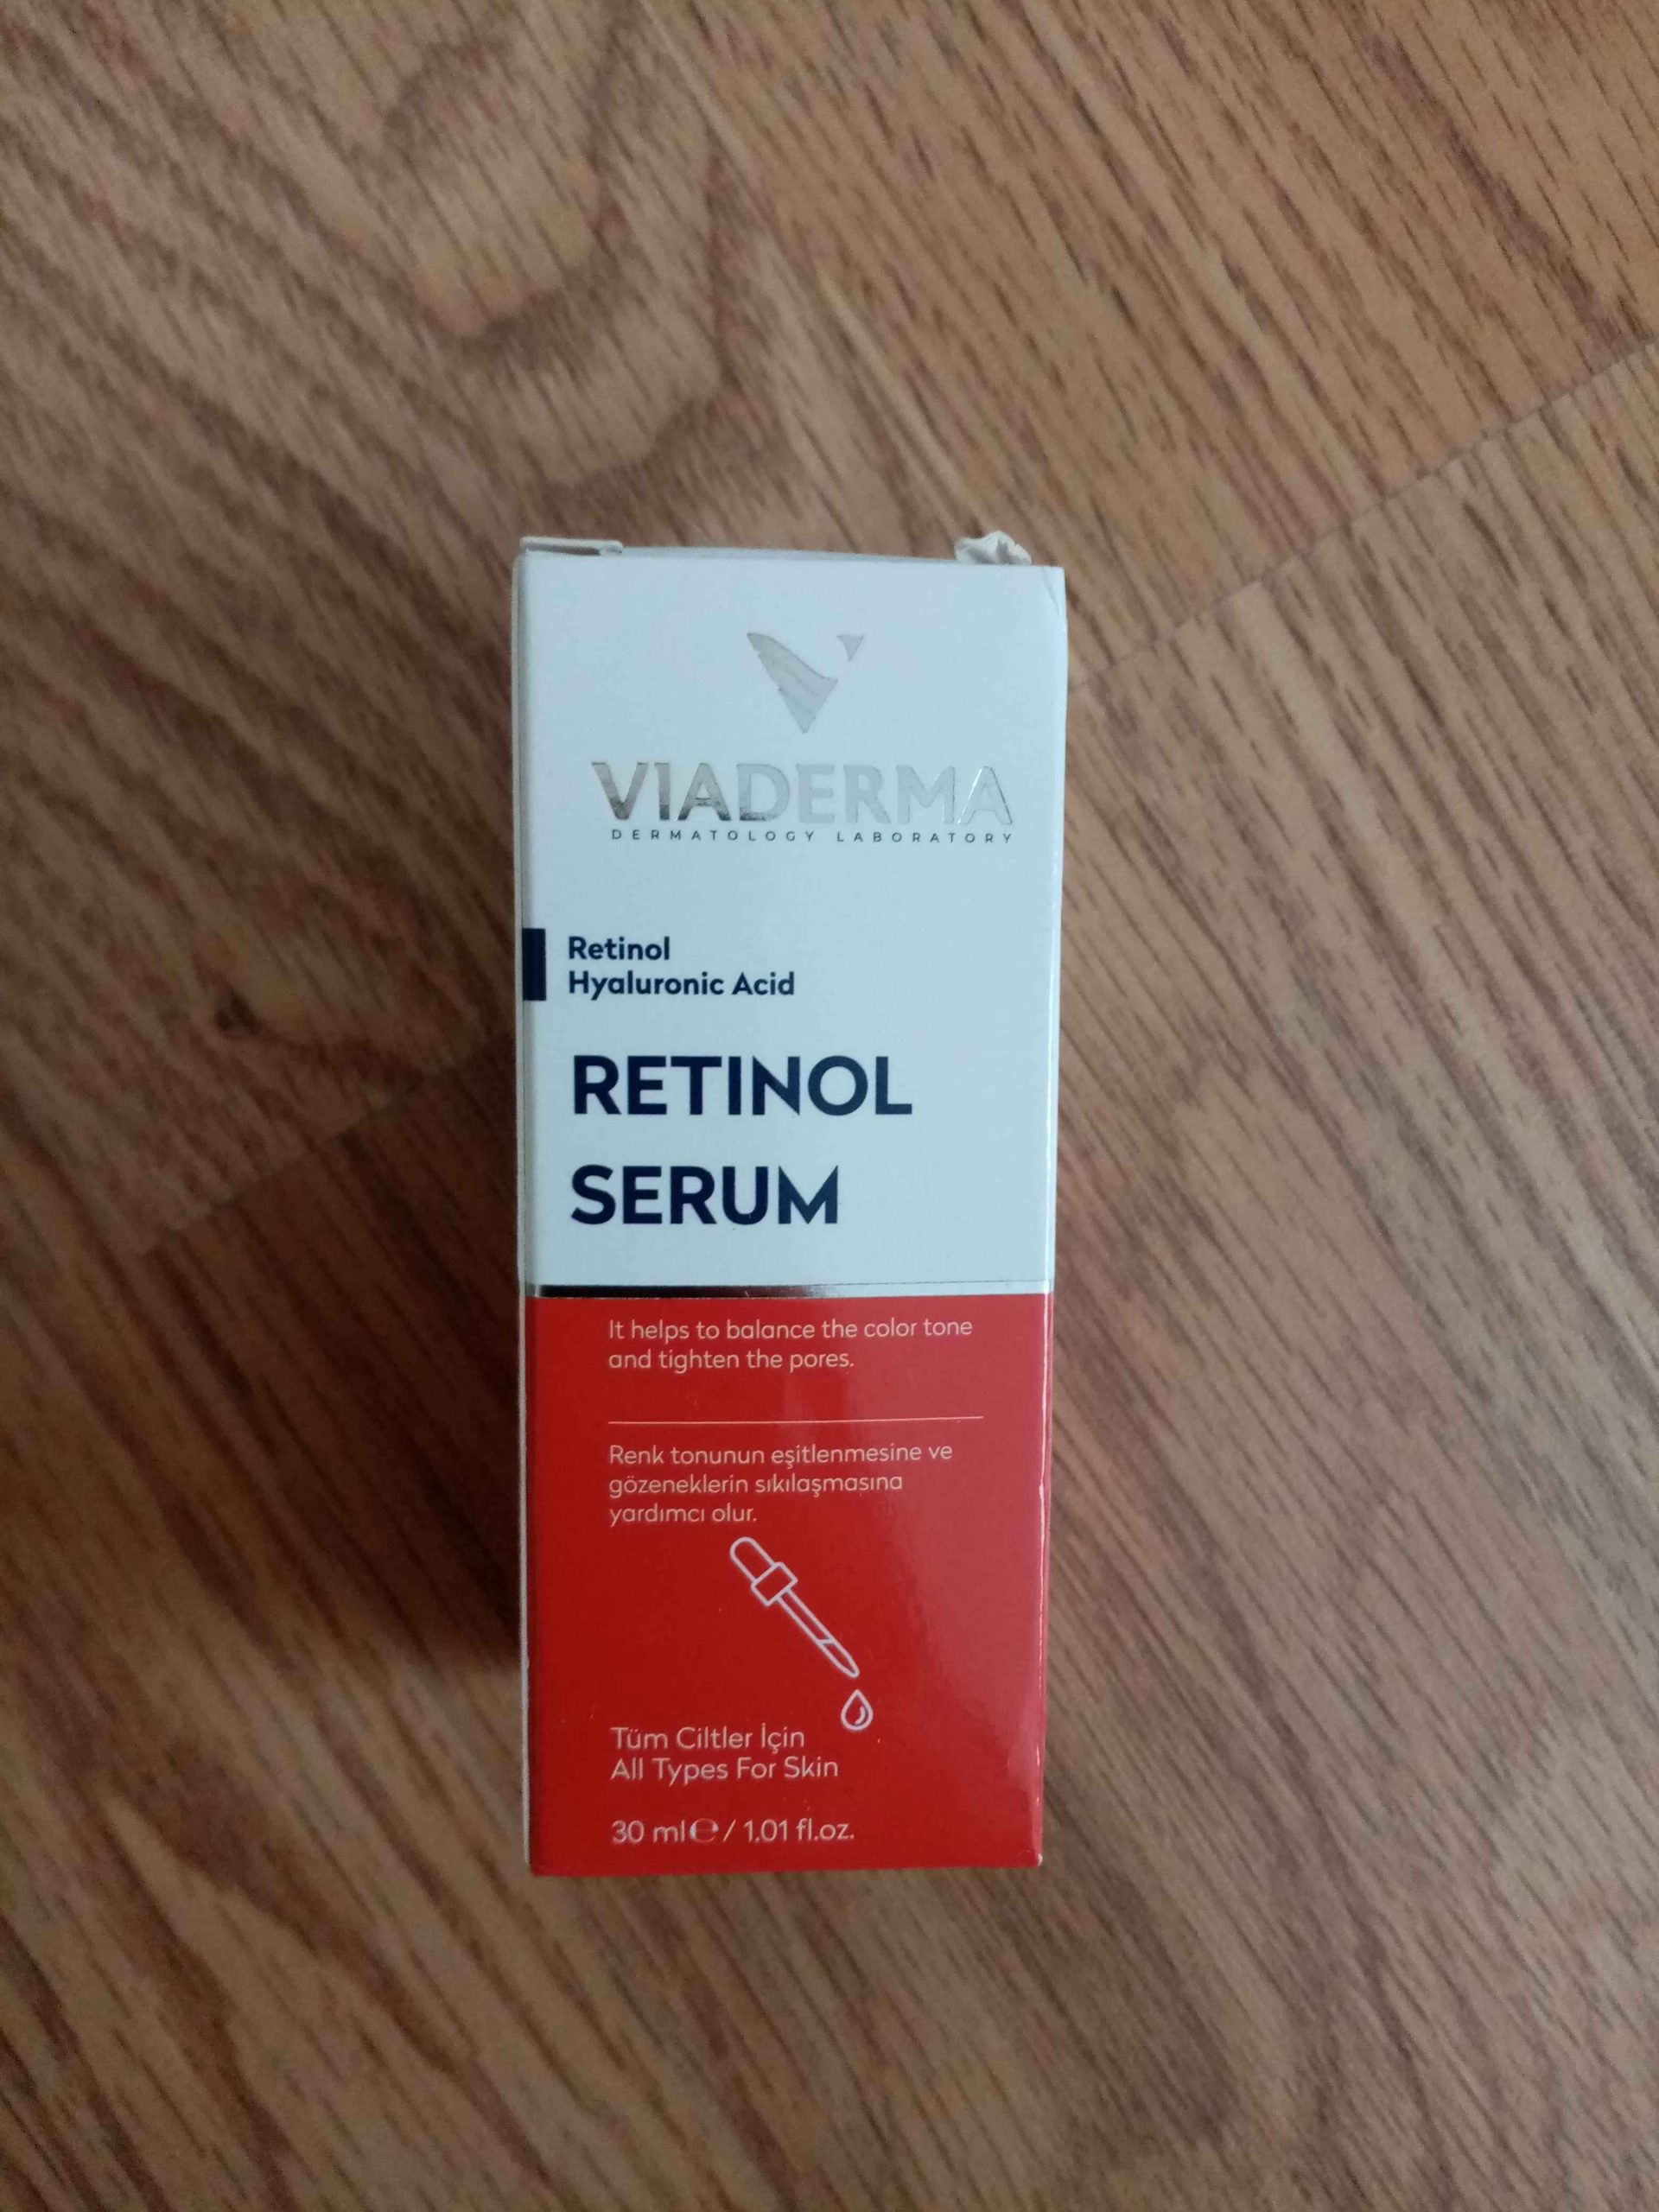 VIADERMA
DERMATOLOGY LABORATORY
Retinol
Hyaluronic Acid
RETINOL
SERUM
It helps to balance the color tone
and tighten the pores.
Renk tonunun eşitlenmesine ve
gözeneklerin sıkılaşmasına
yardımcı olur.
Tüm Ciltler İçin
All Types For Skin
30 ml℮ / 1.01 fl.oz.